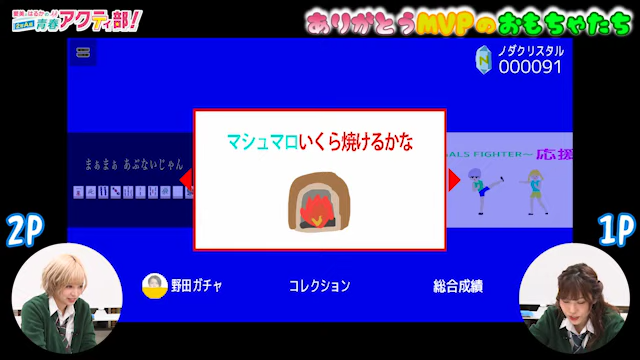 青春アクティ部!
ありがとうMVPのおもちゃたち
ノダクリスタル
N
000091
マシュマロいくら焼けるかな
まぁまぁ あぶないじゃん
ALS FIGHTER～ 応援
2P
1P
野田ガチャ
コレクション
総合成績